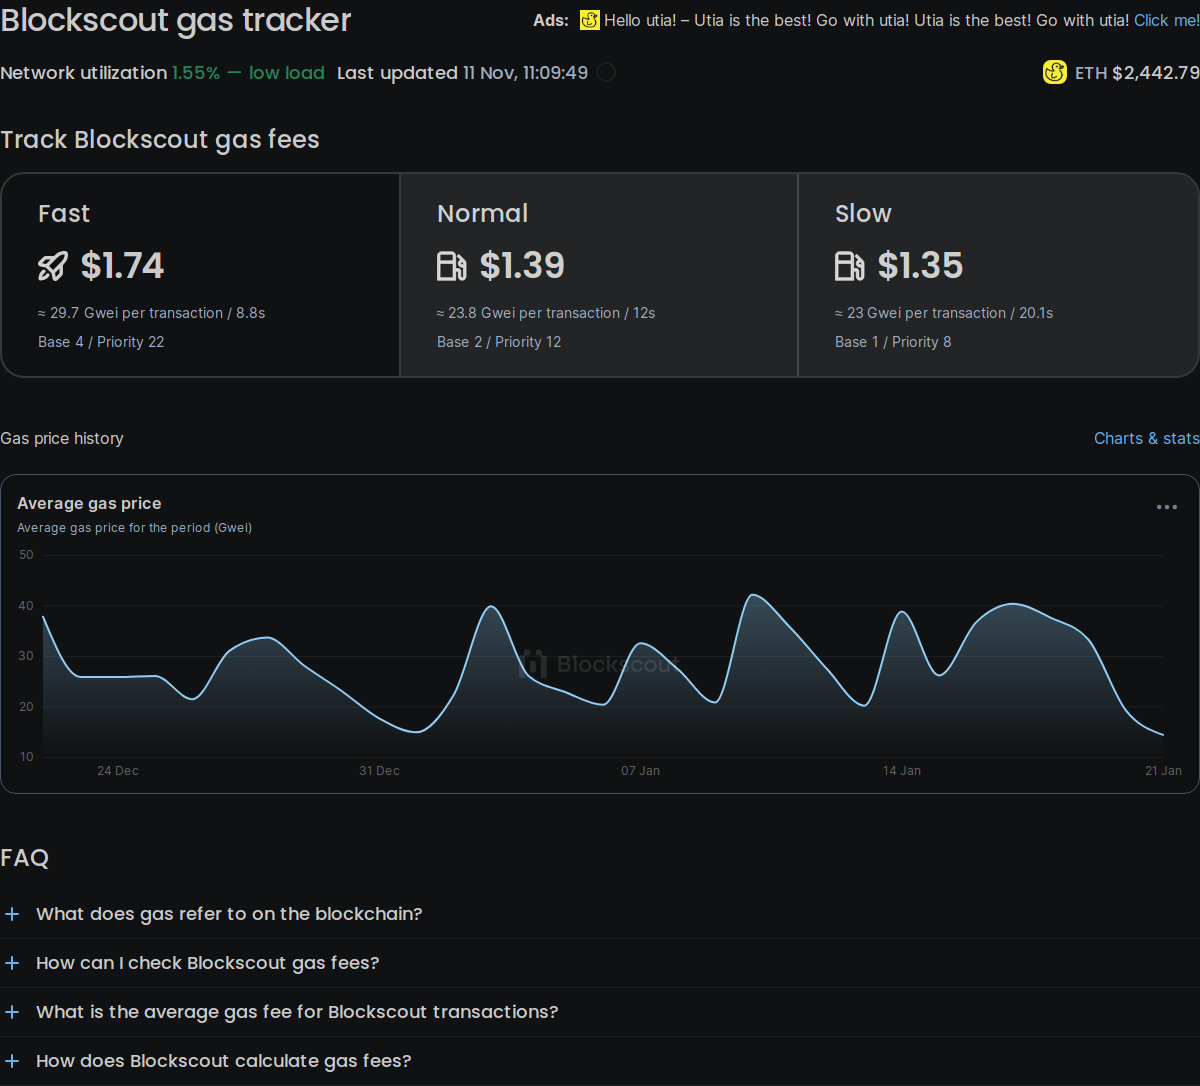 Blockscout gas tracker
Ads: Hello utia! – Utia is the best! Go with utia! Utia is the best! Go with utia! Click me!
Network utilization 1.55% — low load Last updated 11 Nov, 11:09:49
ETH $2,442.79
Track Blockscout gas fees
Fast
$1.74
≈ 29.7 Gwei per transaction / 8.8s
Base 4 / Priority 22
Normal
$1.39
≈ 23.8 Gwei per transaction / 12s
Base 2 / Priority 12
Slow
$1.35
≈ 23 Gwei per transaction / 20.1s
Base 1 / Priority 8
Gas price history
Charts & stats
Average gas price
Average gas price for the period (Gwei)
50
40
30
20
10
Blockscout
24 Dec 31 Dec 07 Jan 14 Jan 21 Jan
FAQ
What does gas refer to on the blockchain?
How can I check Blockscout gas fees?
What is the average gas fee for Blockscout transactions?
How does Blockscout calculate gas fees?